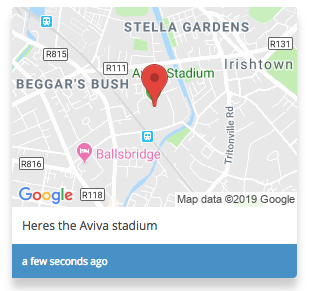 STELLA GARDENS
R815
R131
R111
Irishtown
Stadium
BEGGAR'S BUSH
Tritonville Rd
Ballsbridge
R816
R118
Google
Map data ©2019 Google
Heres the Aviva stadium
a few seconds ago